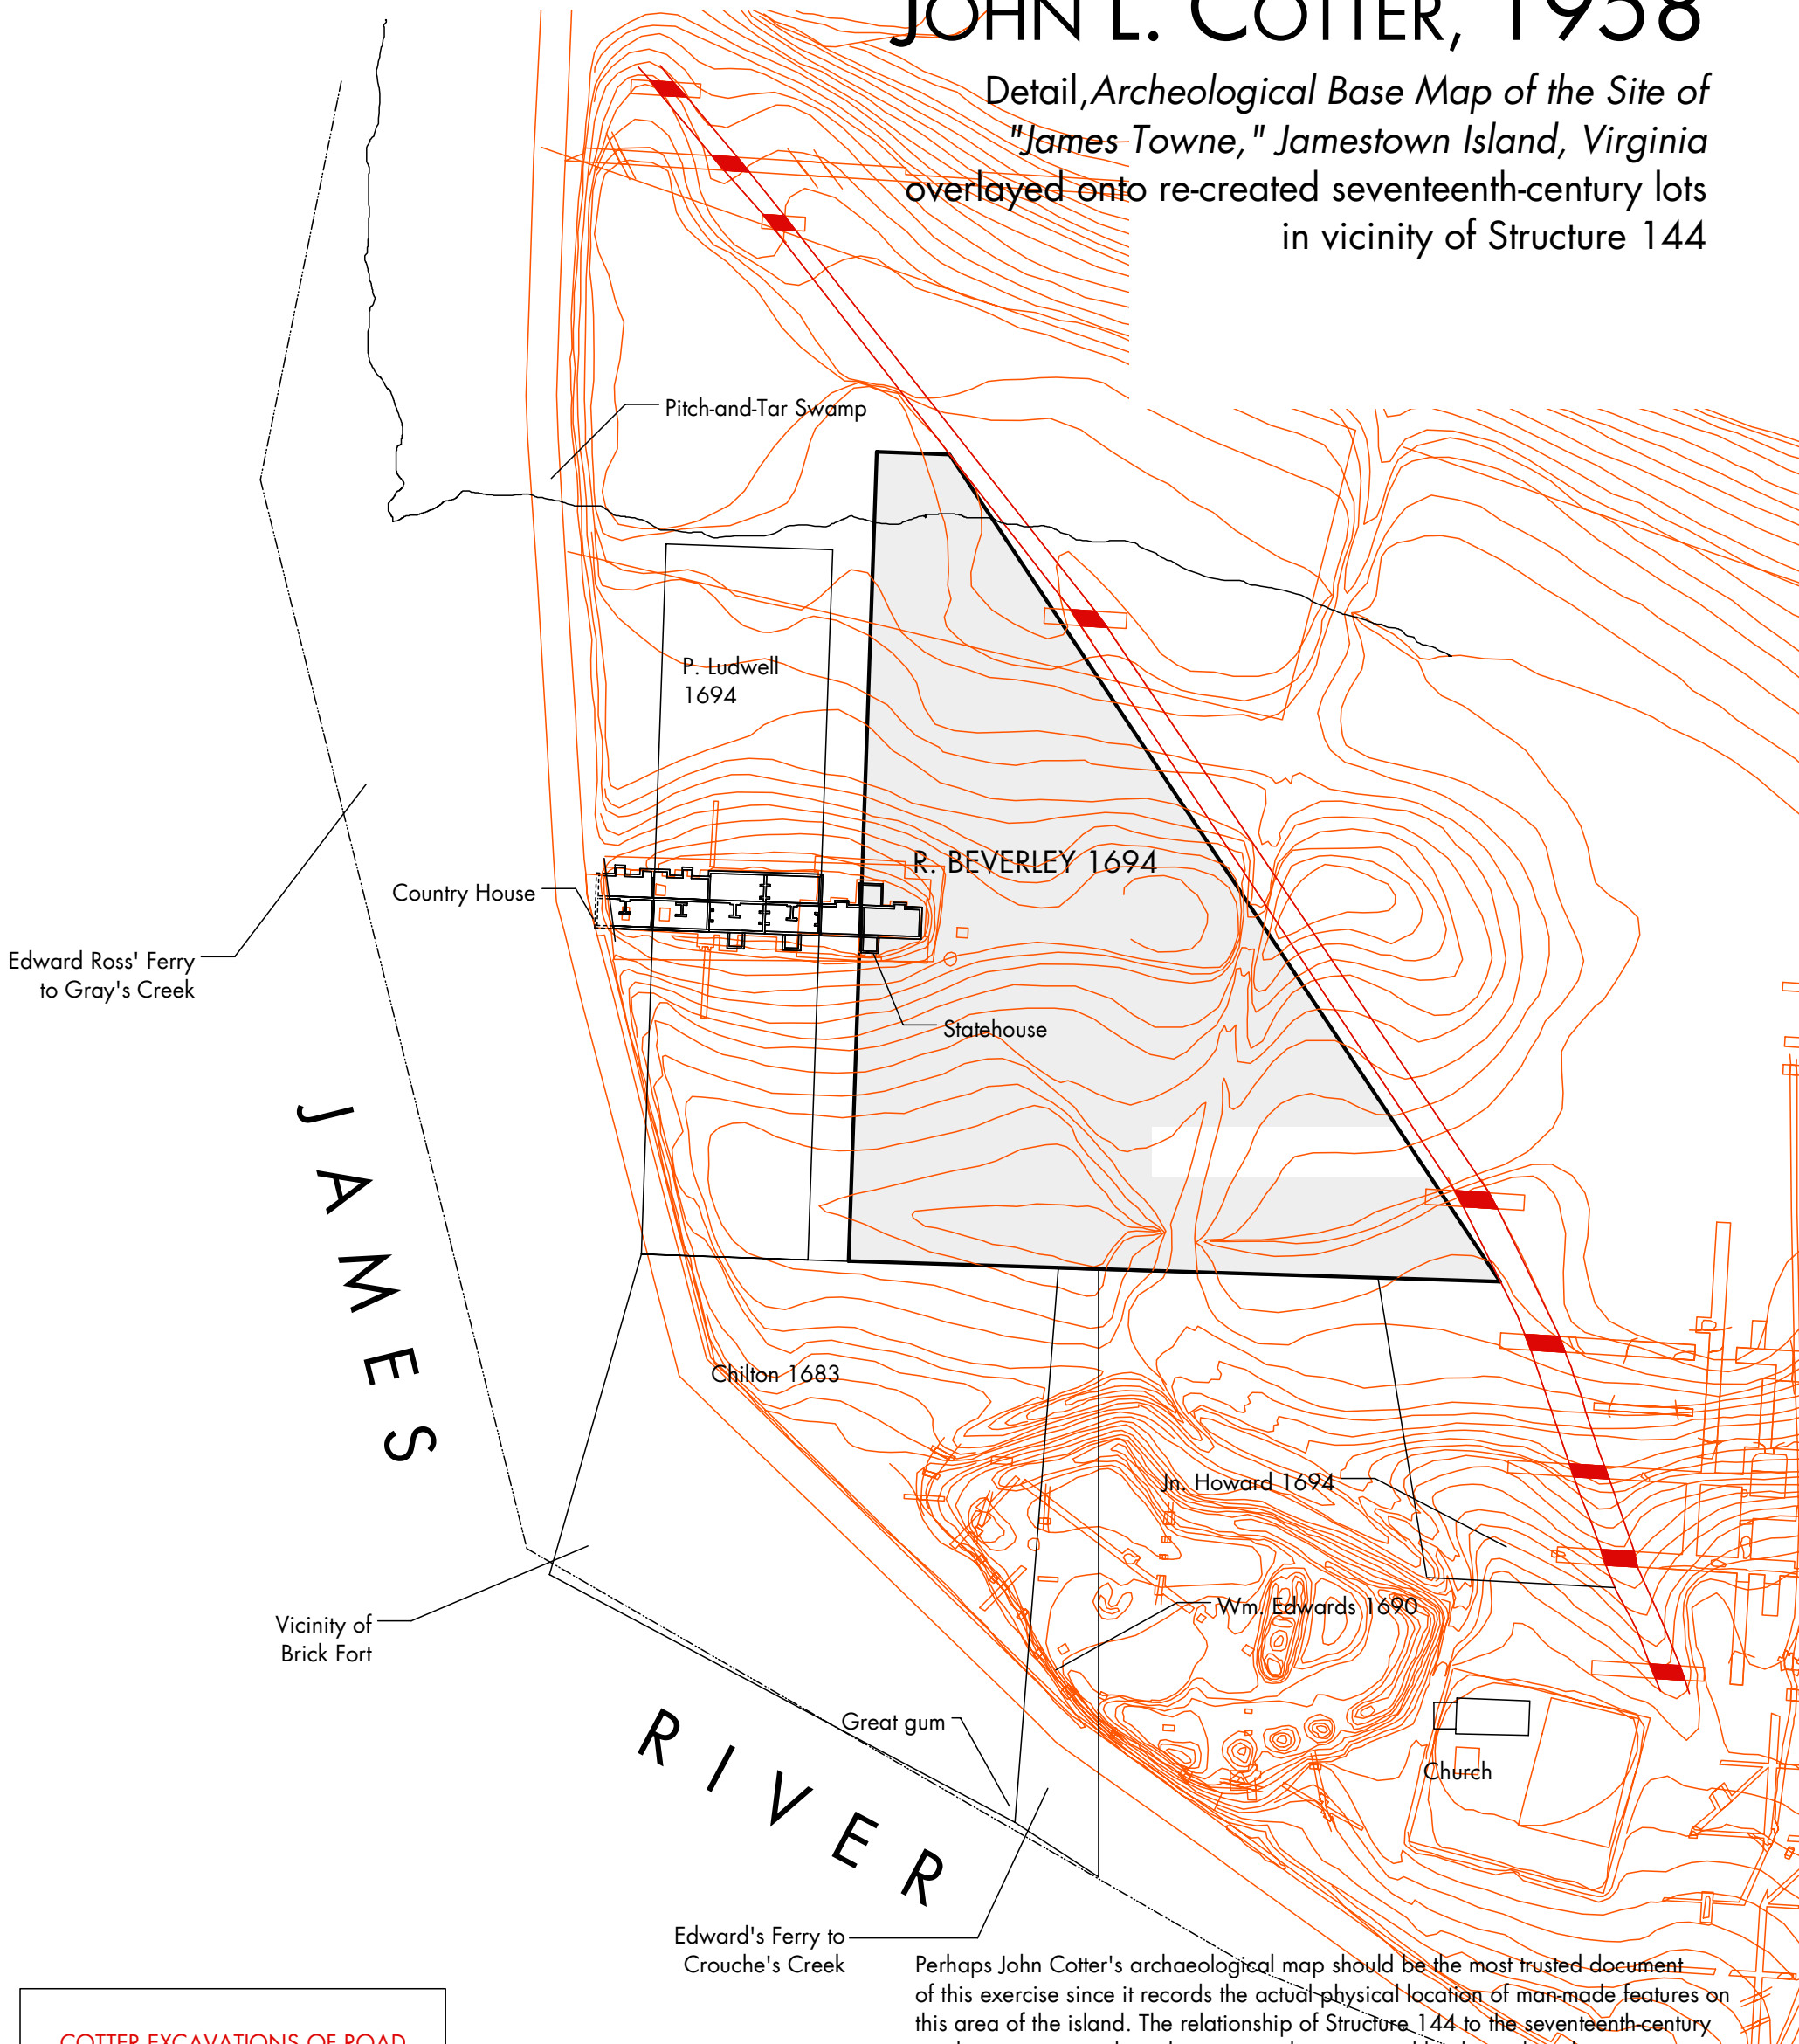 JOHN L. COTTER, 1958
Detail, Archeological Base Map of the Site of
"James Towne," Jamestown Island, Virginia
overlayed onto re-created seventeenth-century lots
in vicinity of Structure 144
Pitch-and-Tar Swamp
P. Ludwell
1694
R. BEVERLEY 1694
Country House
Edward Ross' Ferry
to Gray's Creek
Statehouse
JAMES
Chilton 1683
Jn. Howard 1694
Wm. Edwards 1690
Vicinity of
Brick Fort
Great gum
RIVER
Church
Edward's Ferry to
Crouche's Creek
Perhaps John Cotter's archaeological map should be the most trusted document
of this exercise since it records the actual physical location of man-made features on
this area of the island. The relationship of Structure 144 to the seventeenth-century
COTTER EXCAVATIONS OF ROAD